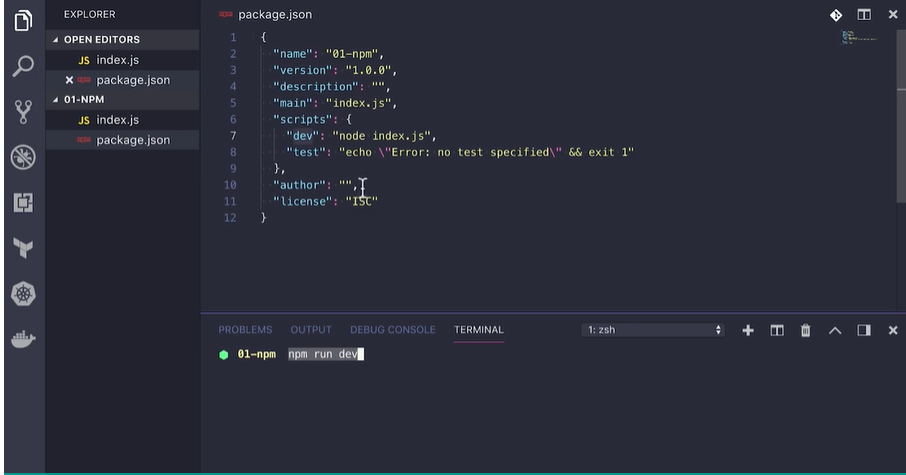 EXPLORER
OPEN EDITORS
JS index.js
package.json
01-NPM
JS index.js
package.json
package.json
1 {
2 "name": "01-npm",
3 "version": "1.0.0",
4 "description": "",
5 "main": "index.js",
6 "scripts": {
7 "dev": "node index.js",
8 "test": "echo \"Error: no test specified\" && exit 1"
9 },
10 "author": "",
11 "license": "ISC"
12 }
PROBLEMS OUTPUT DEBUG CONSOLE TERMINAL 1: zsh
01-npm npm run dev